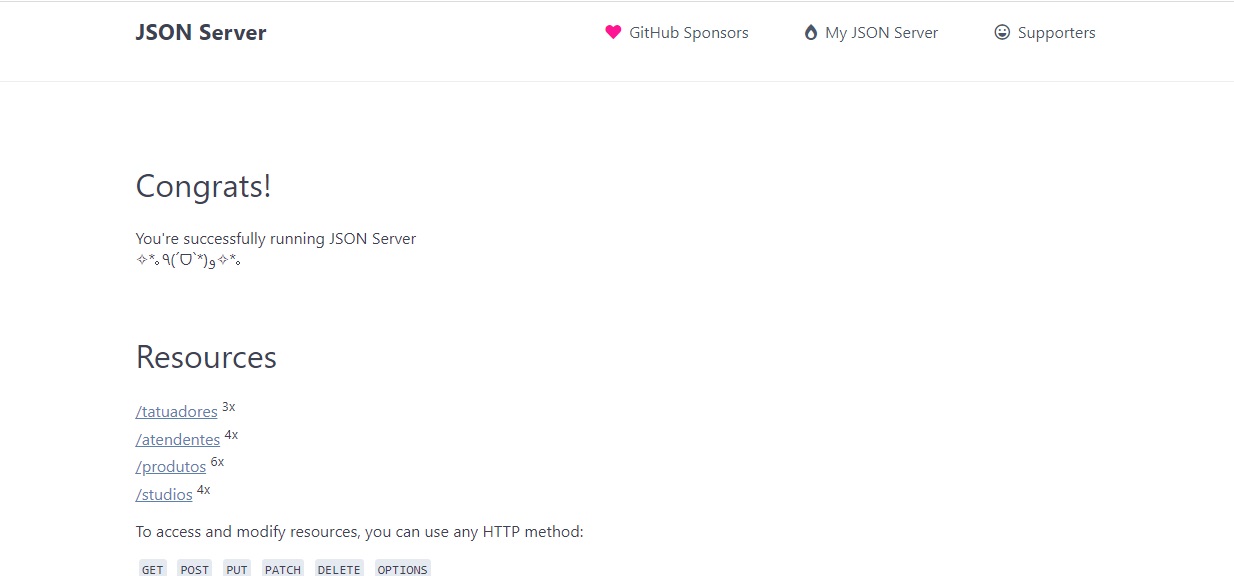 JSON Server
GitHub Sponsors
My JSON Server
Supporters
Congrats!
You're successfully running JSON Server
✧*｡٩(ˊᗜˋ*)و✧*｡
Resources
/tatuadores 3x
/atendentes 4x
/produtos 6x
/studios 4x
To access and modify resources, you can use any HTTP method:
GET POST PUT PATCH DELETE OPTIONS